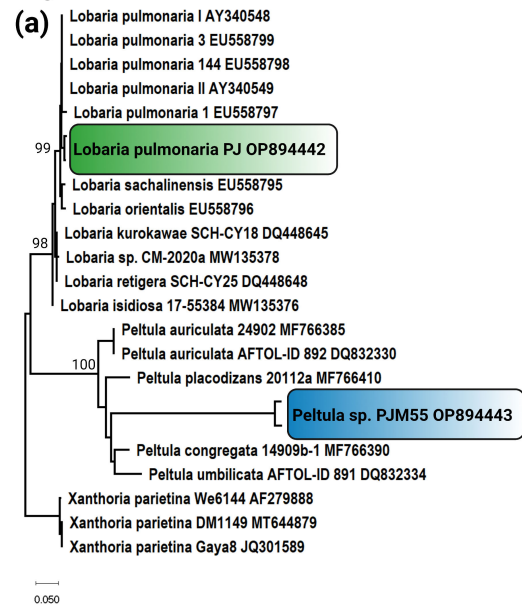 (a)
Lobaria pulmonaria I AY340548
Lobaria pulmonaria 3 EU558799
Lobaria pulmonaria 144 EU558798
Lobaria pulmonaria II AY340549
Lobaria pulmonaria 1 EU558797
99
Lobaria pulmonaria PJ OP894442
Lobaria sachalinensis EU558795
Lobaria orientalis EU558796
Lobaria kurokawae SCH-CY18 DQ448645
98
Lobaria sp. CM-2020a MW135378
Lobaria retigera SCH-CY25 DQ448648
Lobaria isidiosa 17-55384 MW135376
Peltula auriculata 24902 MF766385
Peltula auriculata AFTOL-ID 892 DQ832330
100
Peltula placodizans 20112a MF766410
Peltula sp. PJM55 OP894443
Peltula congregata 14909b-1 MF766390
Peltula umbilicata AFTOL-ID 891 DQ832334
Xanthoria parietina We6144 AF279888
Xanthoria parietina DM1149 MT644879
Xanthoria parietina Gaya8 JQ301589
0.050